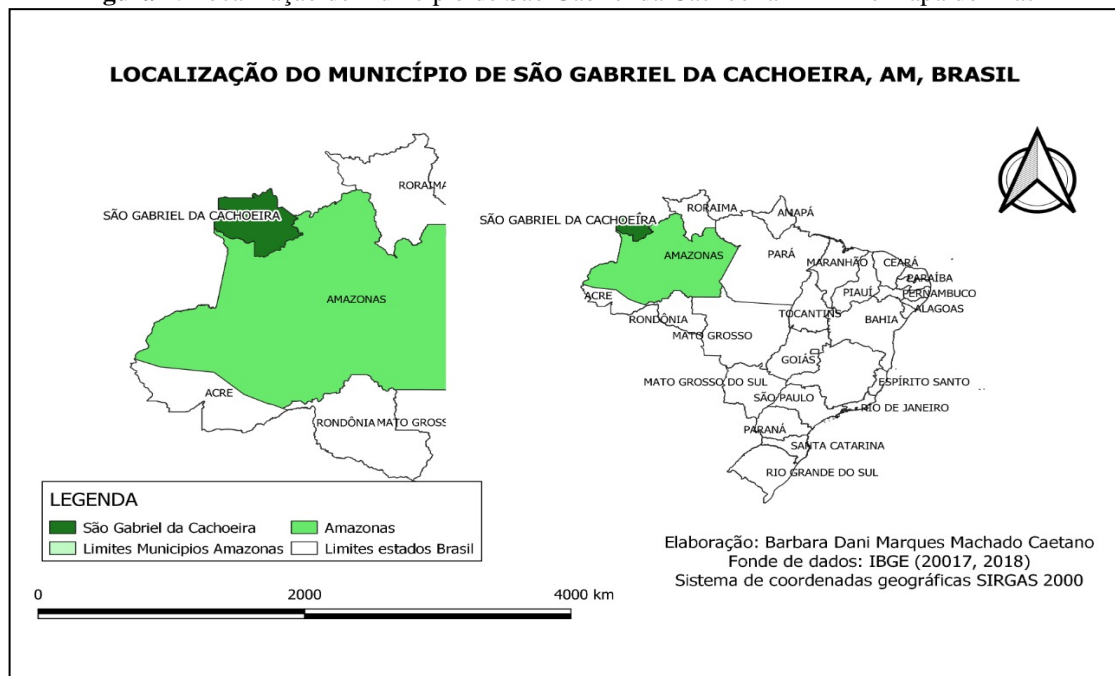 LOCALIZAÇÃO DO MUNICÍPIO DE SÃO GABRIEL DA CACHOEIRA, AM, BRASIL
RORAIMA
SÃO GABRIEL DA CACHOEIRA
AMAZONAS
ACRE
RONDÔNIA
MATO GROSS
RORAIMA
AMAPÁ
SÃO GABRIEL DA CACHOEIRA
AMAZONAS
PARÁ
MARANHÃO
CEARÁ
PARAÍBA
PERNAMBUCO
ALAGOAS
PIAUÍ
ACRE
TOCANTINS
BAHIA
RONDÔNIA
MATO GROSSO
GOIÁS
MATO GROSSO DO SUL
ESPÍRITO SANTO
SÃO PAULO
RIO DE JANEIRO
PARANÁ
SANTA CATARINA
RIO GRANDE DO SUL
LEGENDA
São Gabriel da Cachoeira
Amazonas
Limites Municipios Amazonas
Limites estados Brasil
Elaboração: Barbara Dani Marques Machado Caetano
Fonde de dados: IBGE (20017, 2018)
Sistema de coordenadas geográficas SIRGAS 2000
0 2000 4000 km